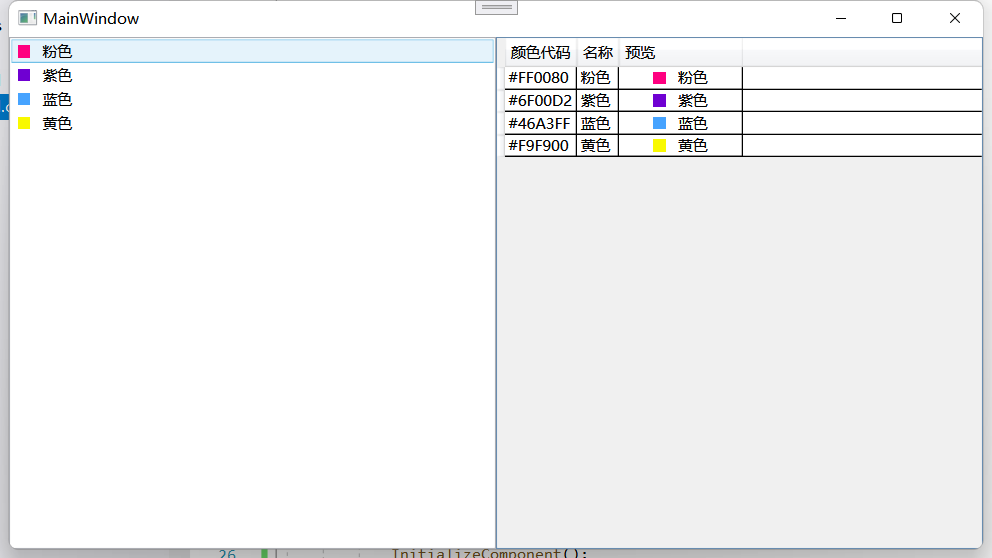 MainWindow
粉色
紫色
蓝色
黄色
颜色代码 名称 预览
#FF0080 粉色 粉色
#6F00D2 紫色 紫色
#46A3FF 蓝色 蓝色
#F9F900 黄色 黄色
26 InitializeComponent();